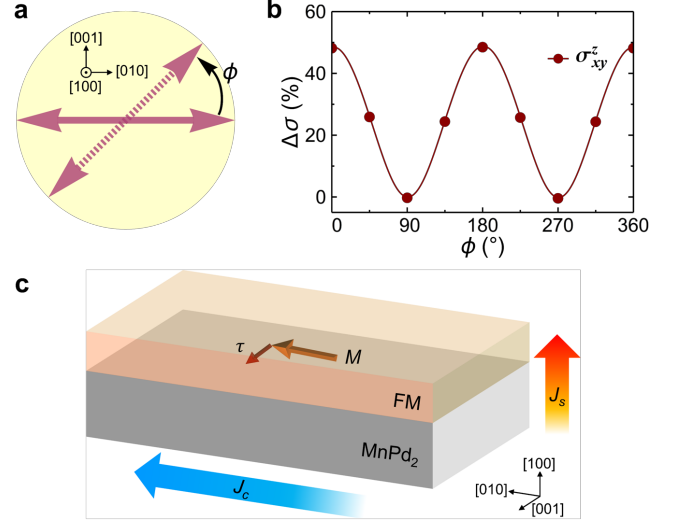 a
[001]
[010]
[100]
ϕ
b
Δσ (%)
60
40
20
0
σ^z_xy
0 90 180 270 360
ϕ (°)
c
τ
M
FM
MnPd₂
J_s
J_c
[100]
[010]
[001]